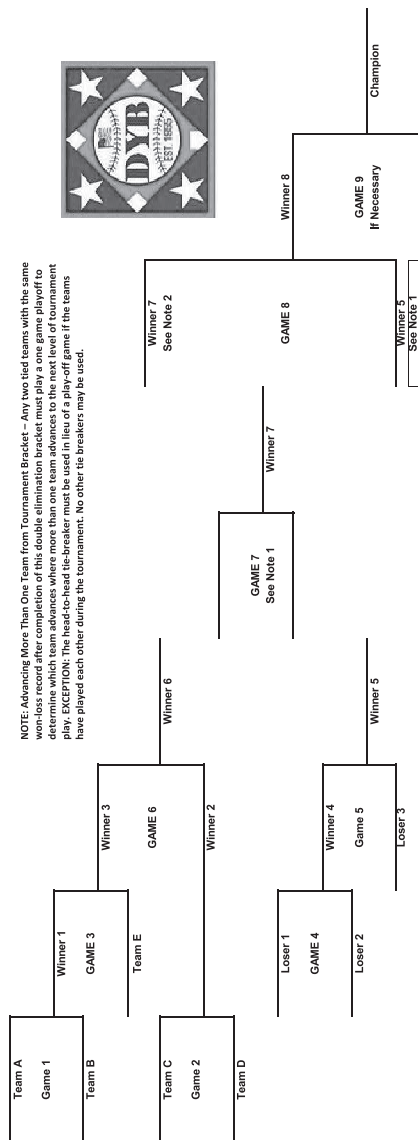 NOTE: Advancing More Than One Team from Tournament Bracket – Any two tied teams with the same
won-loss record after completion of this double elimination bracket must play a one game playoff to
determine which team advances where more than one team advances to the next level of tournament
play. EXCEPTION: The head-to-head tie-breaker must be used in lieu of a play-off game if the teams
have played each other during the tournament. No other tie breakers may be used.
DYB
EST. 1955
Team A
Game 1
Team B
Winner 1
GAME 3
Team E
Winner 3
GAME 6
Winner 2
Winner 6
Team C
Game 2
Team D
Loser 1
GAME 4
Loser 2
Winner 4
Game 5
Loser 3
Winner 5
GAME 7
See Note 1
Winner 7
Winner 7
See Note 2
GAME 8
Winner 5
See Note 1
Winner 8
GAME 9
If Necessary
Champion